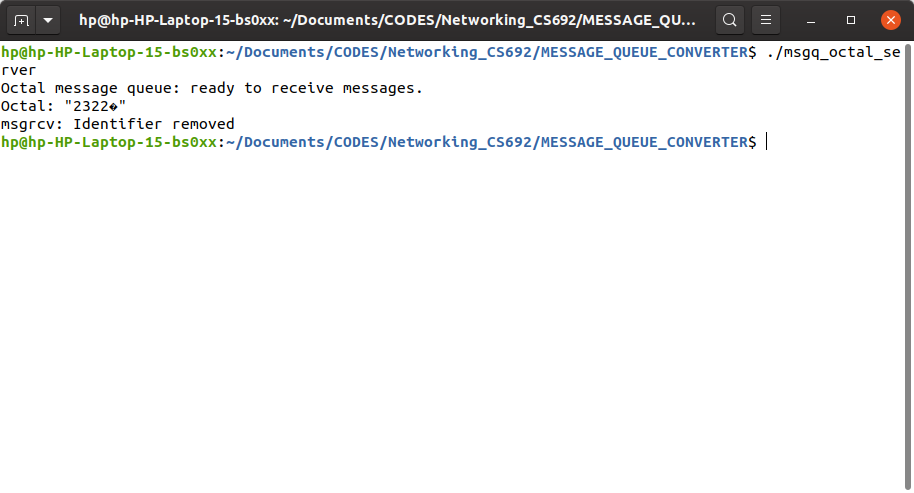 hp@hp-HP-Laptop-15-bs0xx: ~/Documents/CODES/Networking_CS692/MESSAGE_QU...
hp@hp-HP-Laptop-15-bs0xx:~/Documents/CODES/Networking_CS692/MESSAGE_QUEUE_CONVERTER$ ./msgq_octal_se
rver
Octal message queue: ready to receive messages.
Octal: "2322�"
msgrcv: Identifier removed
hp@hp-HP-Laptop-15-bs0xx:~/Documents/CODES/Networking_CS692/MESSAGE_QUEUE_CONVERTER$